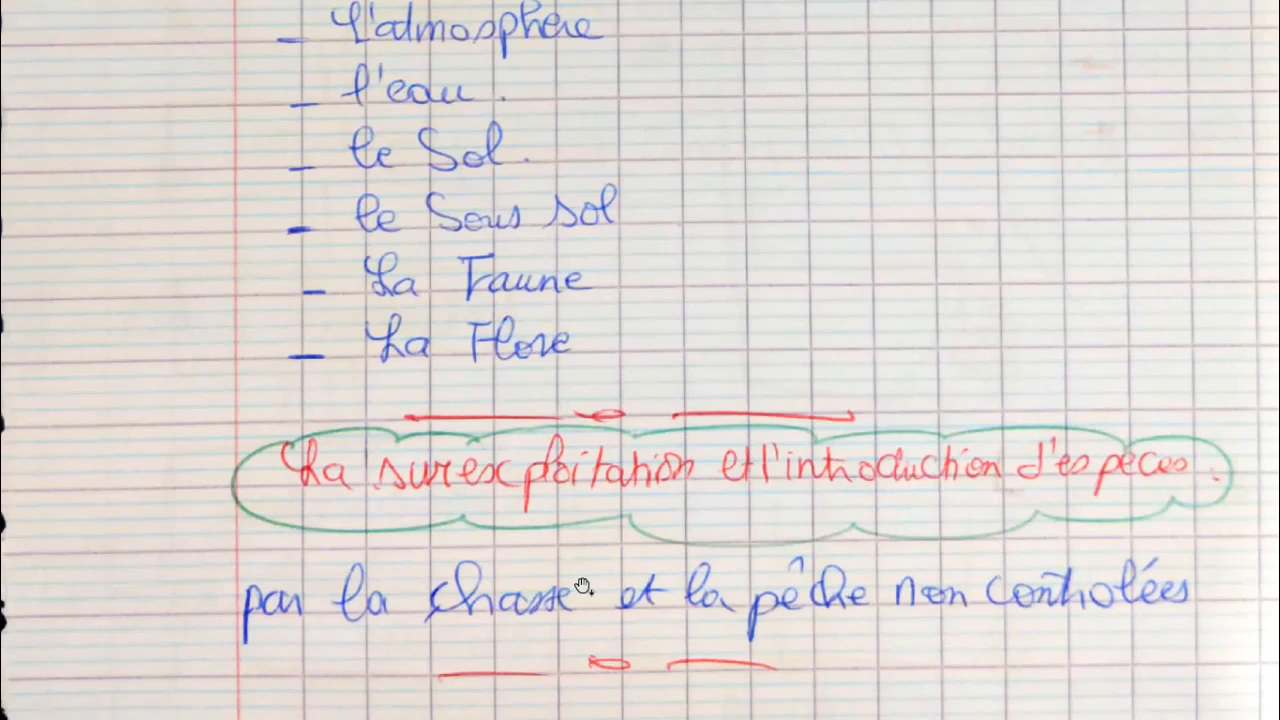 - L'atmosphère
- l'eau.
- le Sol.
- le Sous sol
- La Faune
- La Flore
La surexploitation et l'introduction d'espèces.
par la chasse et la pêche non contrôlées